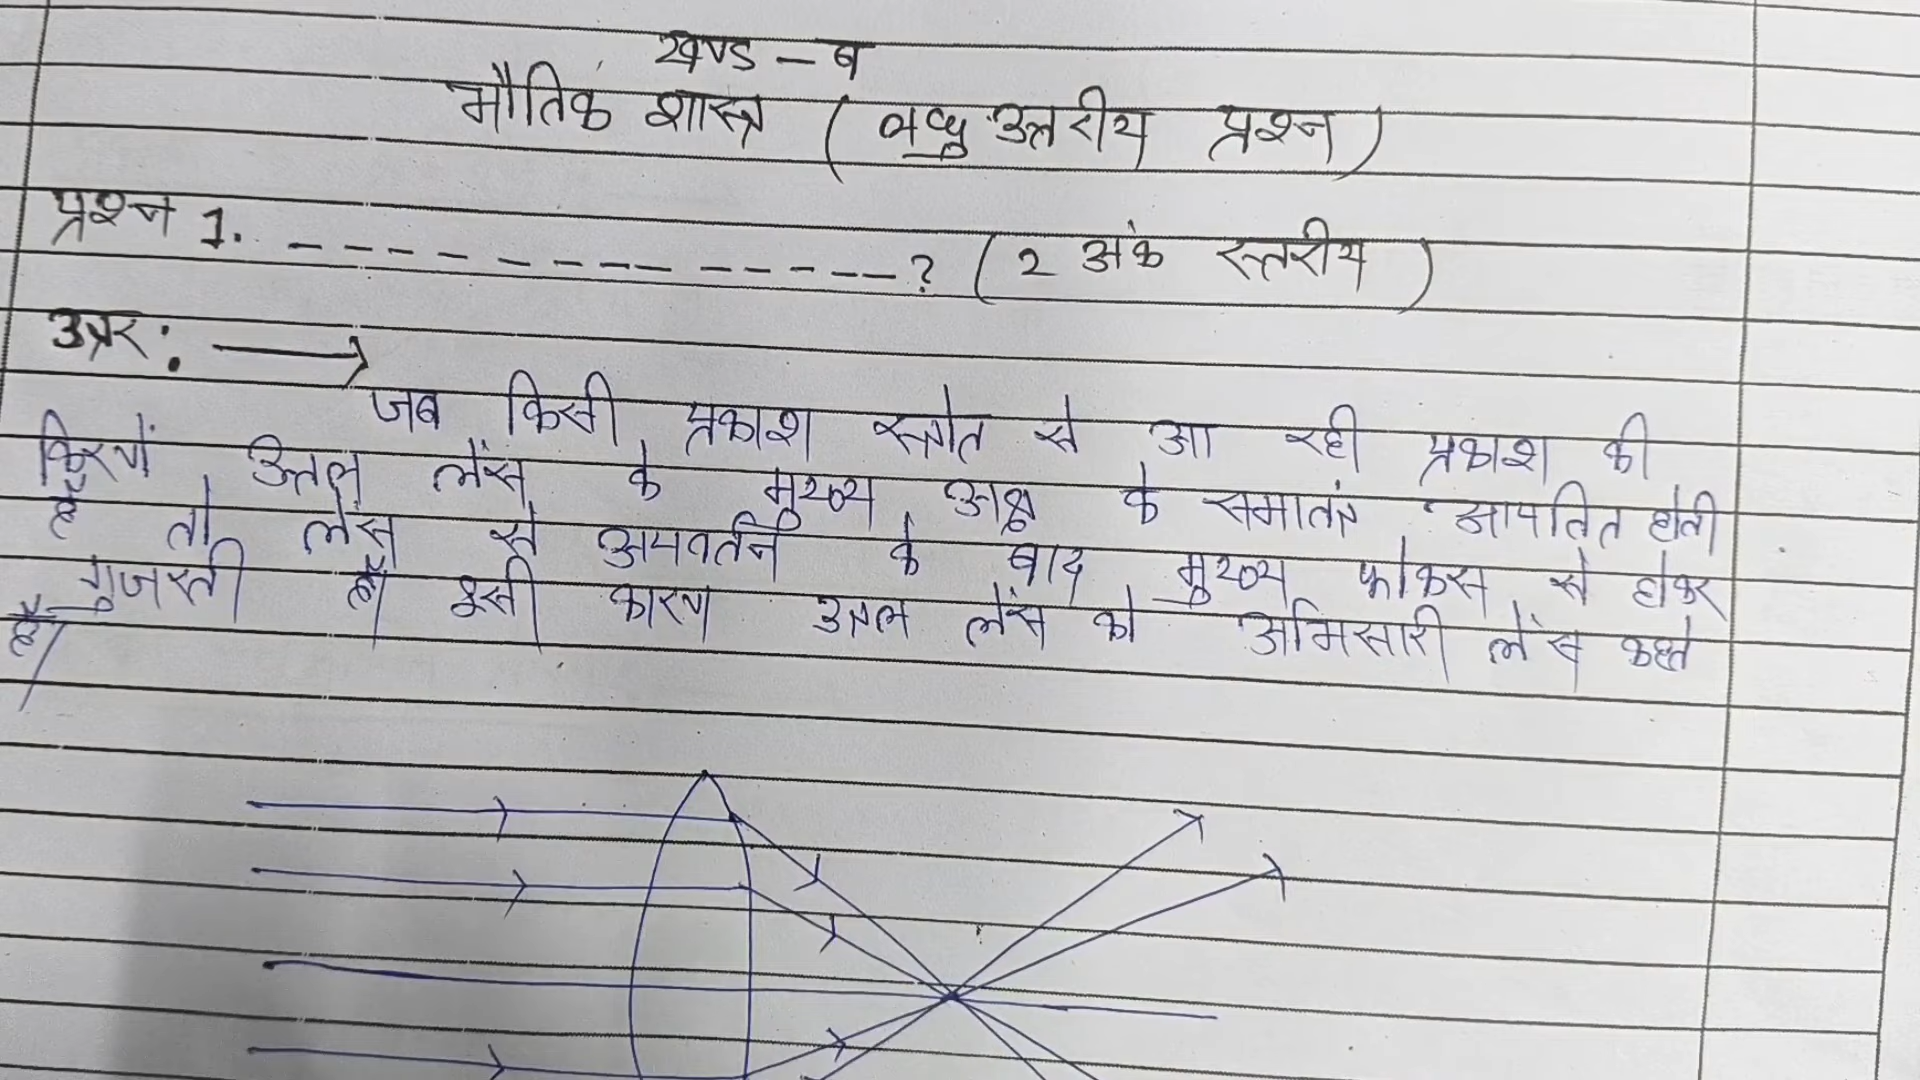 खण्ड – ब
भौतिक शास्त्र ( लघु उत्तरीय प्रश्न )
प्रश्न 1. – – – – – – – – – – – – – – ? ( 2 अंक स्तरीय )
उत्तर : ⟶
जब किसी प्रकाश स्त्रोत से आ रही प्रकाश की
किरणें उत्तल लेंस के मुख्य अक्ष के समातंर आपतित होती
हैं तो लेंस से अपवर्तन के बाद मुख्य फोकस से होकर
गुजरती हैं। इसी कारण उत्तल लेंस को अभिसारी लेंस कहते
हैं।